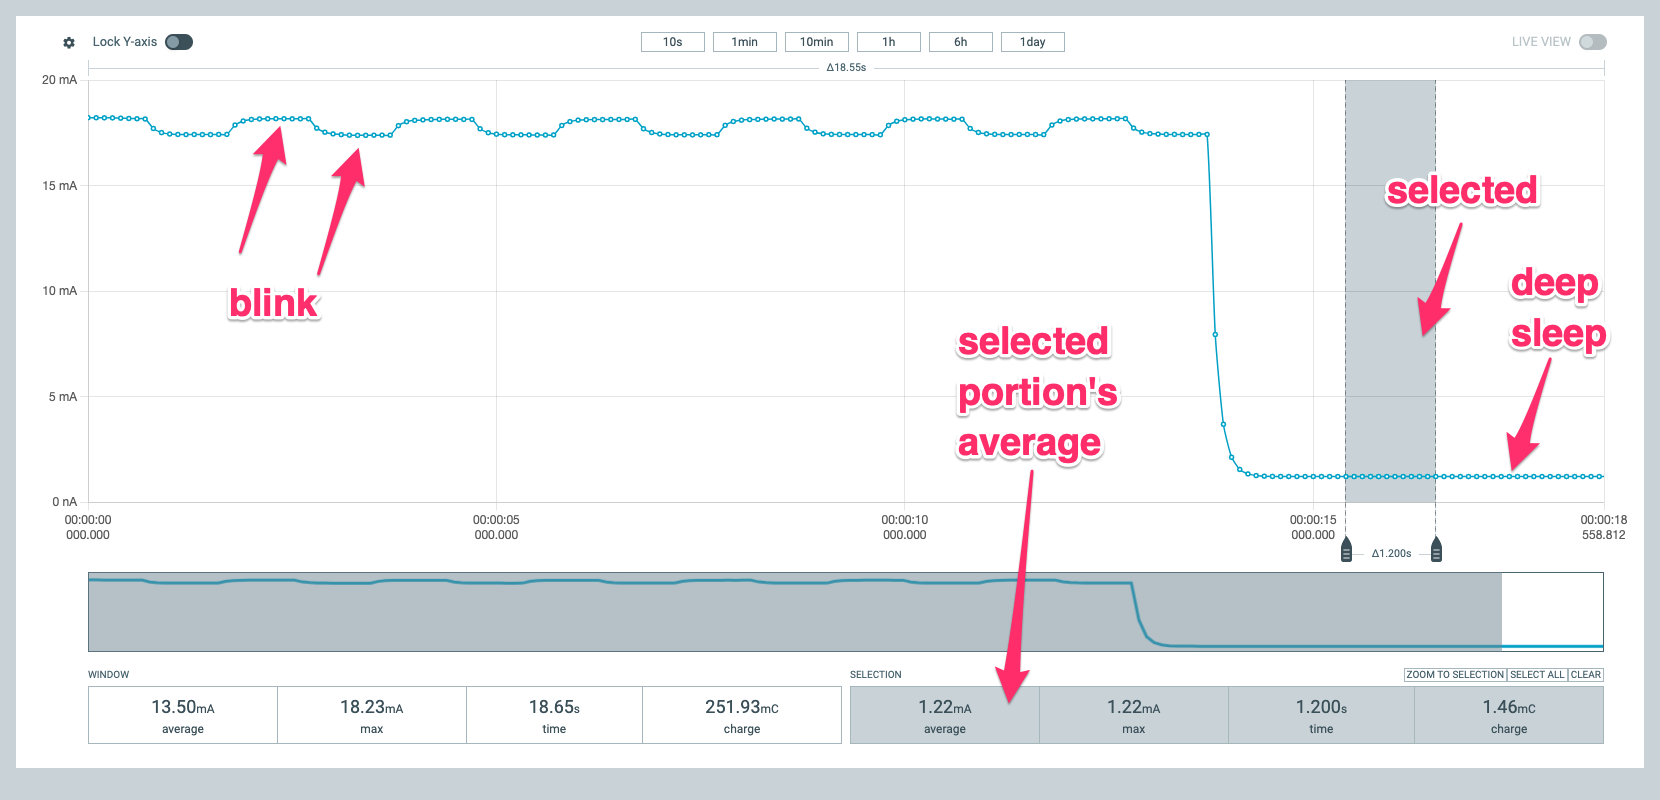 Lock Y-axis
10s 1min 10min 1h 6h 1day
LIVE VIEW
Δ18.55s
20 mA
15 mA
10 mA
5 mA
0 nA
blink
selected
portion's
average
selected
deep
sleep
00:00:00
000.000
00:00:05
000.000
00:00:10
000.000
00:00:15
000.000
00:00:18
558.812
Δ1.200s
WINDOW
13.50mA
average
18.23mA
max
18.65s
time
251.93mC
charge
SELECTION
ZOOM TO SELECTION SELECT ALL CLEAR
1.22mA
average
1.22mA
max
1.200s
time
1.46mC
charge